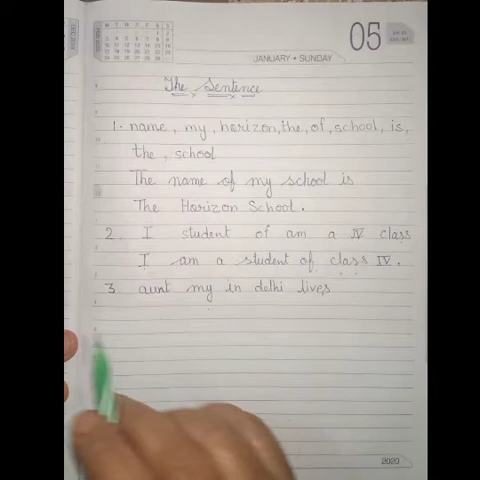 05
JANUARY • SUNDAY
The Sentence
1. name, my, horizon, the, of, school, is,
the, school
The name of my school is
The Horizon School.
2. I student of am a IV class
I am a student of class IV.
3. aunt my in delhi lives
2020